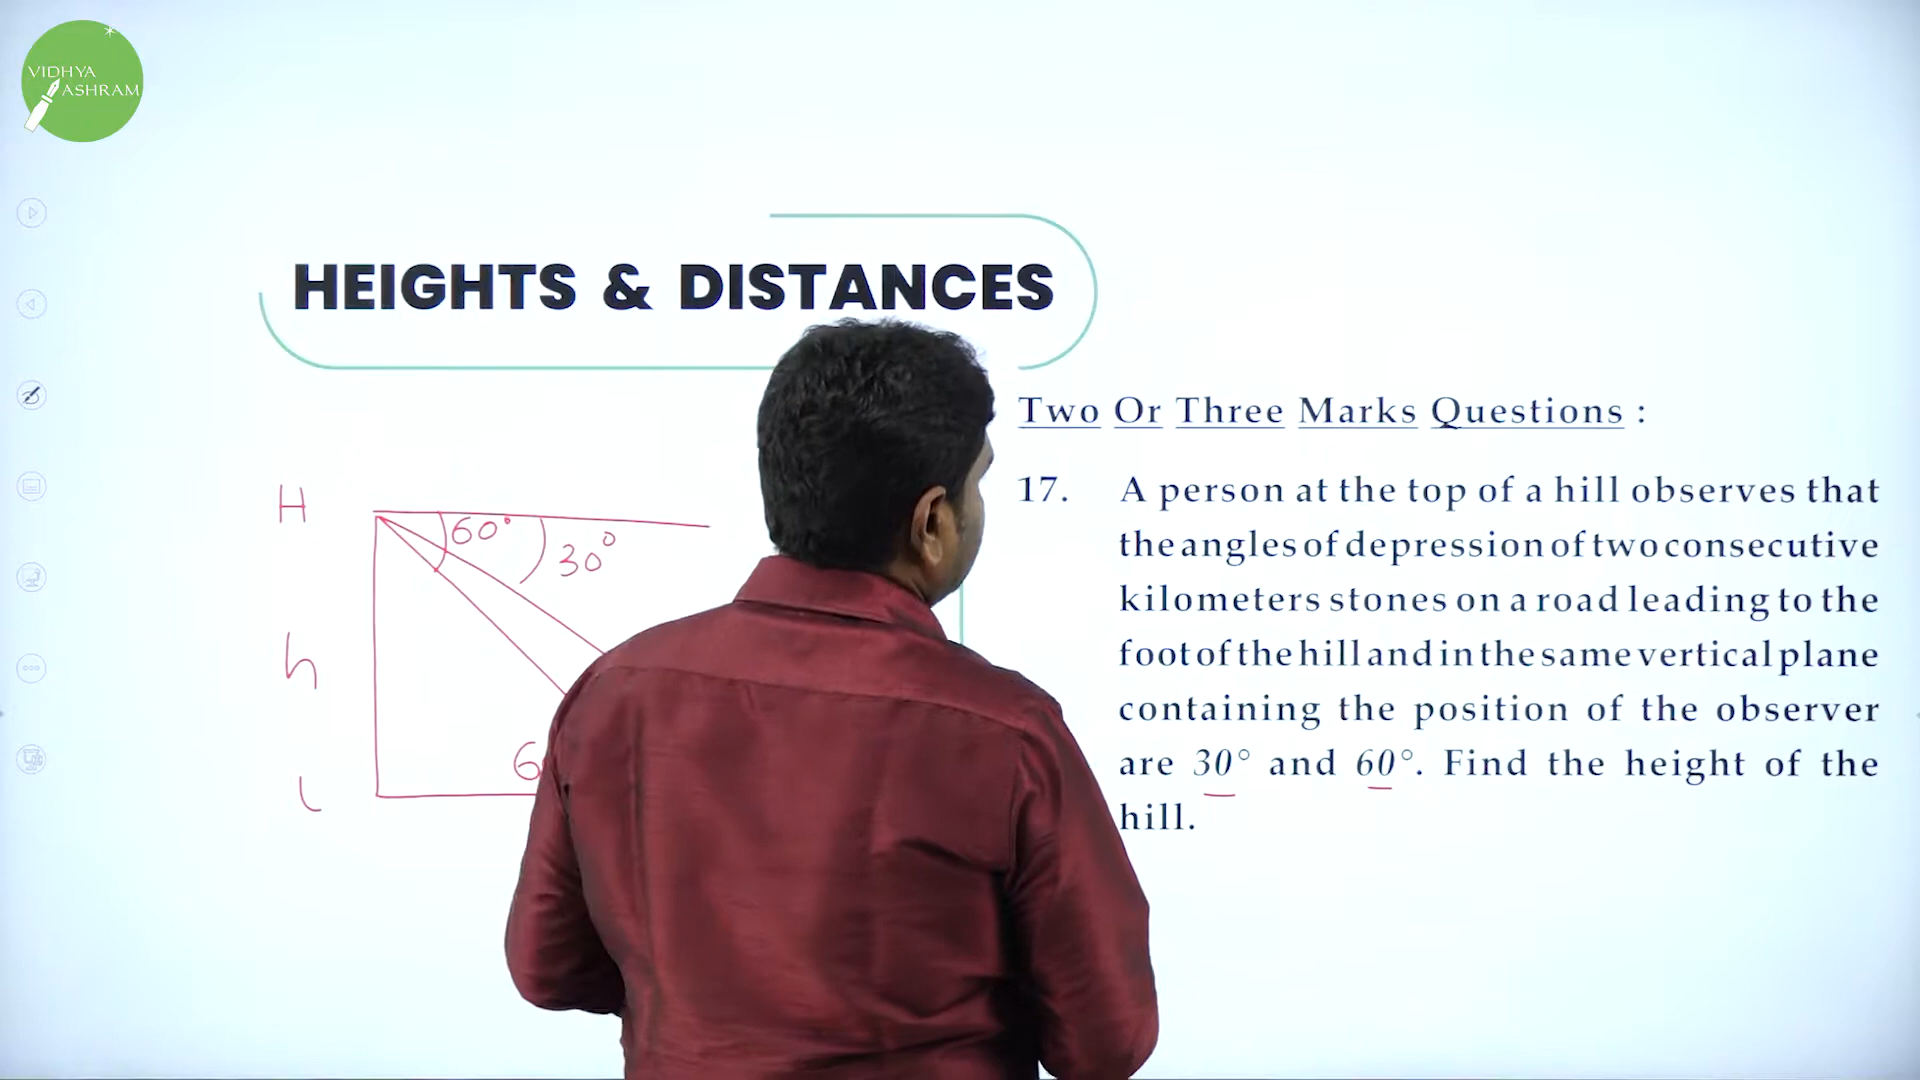 VIDHYA
ASHRAM
HEIGHTS & DISTANCES
Two Or Three Marks Questions :
17. A person at the top of a hill observes that
the angles of depression of two consecutive
kilometers stones on a road leading to the
foot of the hill and in the same vertical plane
containing the position of the observer
are 30° and 60°. Find the height of the
hill.
H
60°
30°
h
6